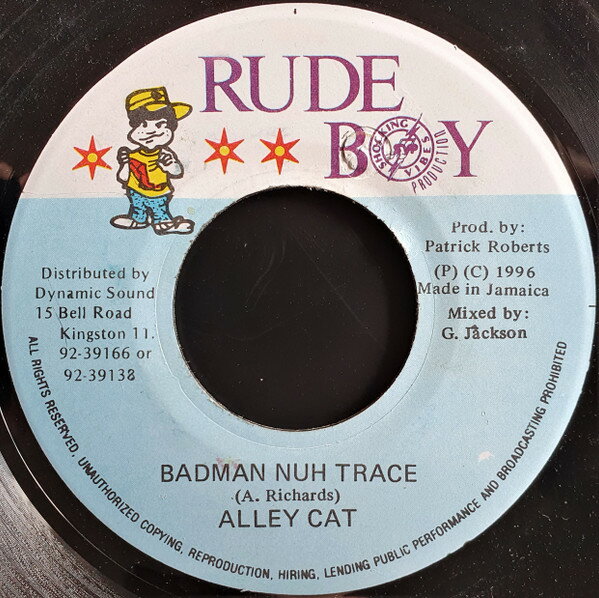 RUDE
BOY
SHOCKING
VIBES
PRODUCTION
Prod. by:
Patrick Roberts
(P) (C) 1996
Made in Jamaica
Mixed by:
G. Jackson
Distributed by
Dynamic Sound
15 Bell Road
Kingston 11.
92-39166 or
92-39138
BADMAN NUH TRACE
(A. Richards)
ALLEY CAT
ALL RIGHTS RESERVED. UNAUTHORIZED COPYING, REPRODUCTION, HIRING, LENDING PUBLIC PERFORMANCE AND BROADCASTING PROHIBITED